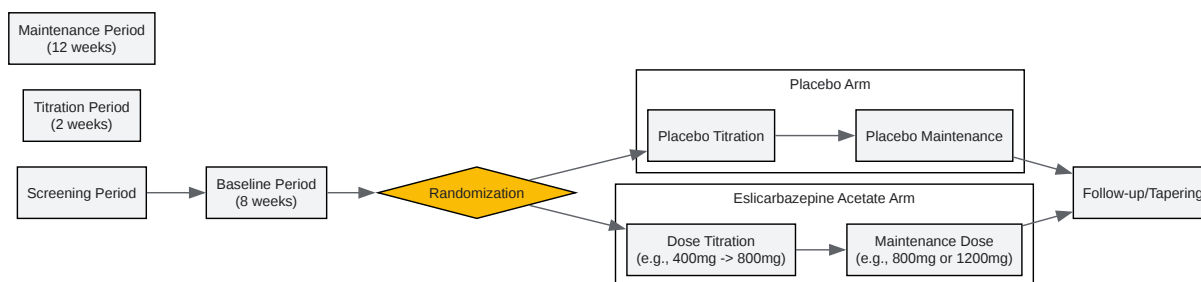 Maintenance Period
(12 weeks)
Titration Period
(2 weeks)
Screening Period
Baseline Period
(8 weeks)
Randomization
Placebo Arm
Placebo Titration
Placebo Maintenance
Eslicarbazepine Acetate Arm
Dose Titration
(e.g., 400mg -> 800mg)
Maintenance Dose
(e.g., 800mg or 1200mg)
Follow-up/Tapering